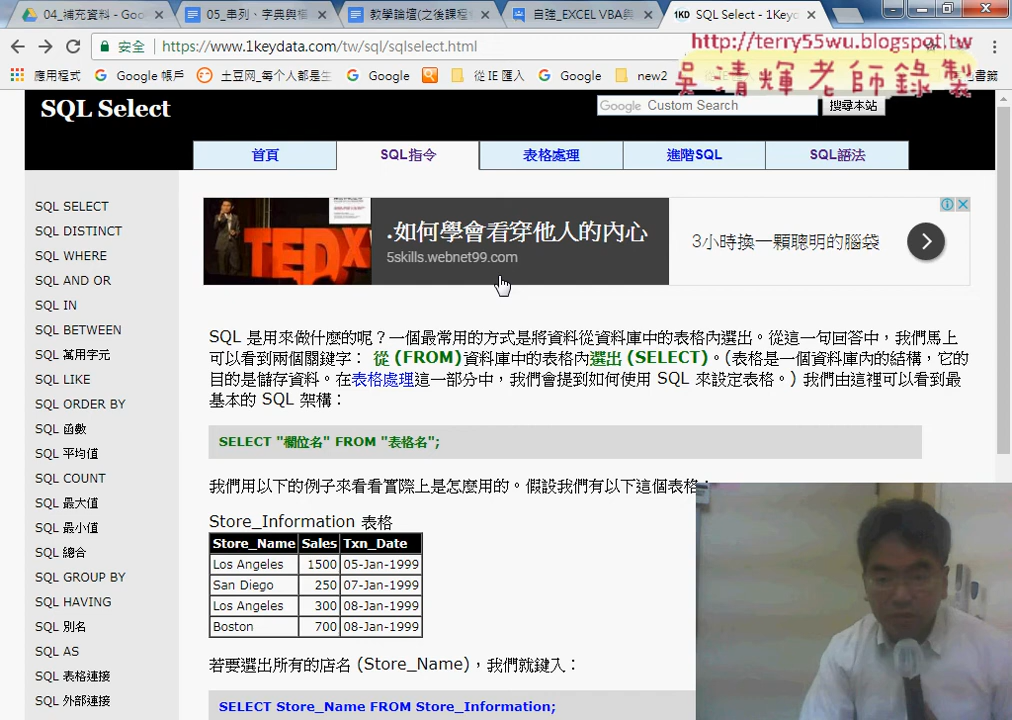 04_補充資料 - Goo
05_串列、字典與框
教學論壇(之後課程
自強_EXCEL VBA與
SQL Select - 1Key
安全
https://www.1keydata.com/tw/sql/sqlselect.html
http://terry55wu.blogspot.tw
吳清輝老師錄製
應用程式
Google 帳戶
土豆网_每个人都是生
Google
從 IE 匯入
Google
new2
SQL Select
Google Custom Search
搜尋本站
首頁
SQL指令
表格處理
進階SQL
SQL語法
SQL SELECT
SQL DISTINCT
SQL WHERE
SQL AND OR
SQL IN
SQL BETWEEN
SQL 萬用字元
SQL LIKE
SQL ORDER BY
SQL 函數
SQL 平均值
SQL COUNT
SQL 最大值
SQL 最小值
SQL 總合
SQL GROUP BY
SQL HAVING
SQL 別名
SQL AS
SQL 表格連接
SQL 外部連接
TEDx
.如何學會看穿他人的內心
5skills.webnet99.com
3小時換一顆聰明的腦袋
SQL 是用來做什麼的呢？一個最常用的方式是將資料從資料庫中的表格內選出。從這一句回答中，我們馬上
可以看到兩個關鍵字： 從 (FROM)資料庫中的表格內選出 (SELECT)。(表格是一個資料庫內的結構，它的
目的是儲存資料。在表格處理這一部分中，我們會提到如何使用 SQL 來設定表格。) 我們由這裡可以看到最
基本的 SQL 架構：
SELECT "欄位名" FROM "表格名";
我們用以下的例子來看看實際上是怎麼用的。假設我們有以下這個表格：
Store_Information 表格
Store_Name Sales Txn_Date
Los Angeles 1500 05-Jan-1999
San Diego 250 07-Jan-1999
Los Angeles 300 08-Jan-1999
Boston 700 08-Jan-1999
若要選出所有的店名 (Store_Name)，我們就鍵入：
SELECT Store_Name FROM Store_Information;